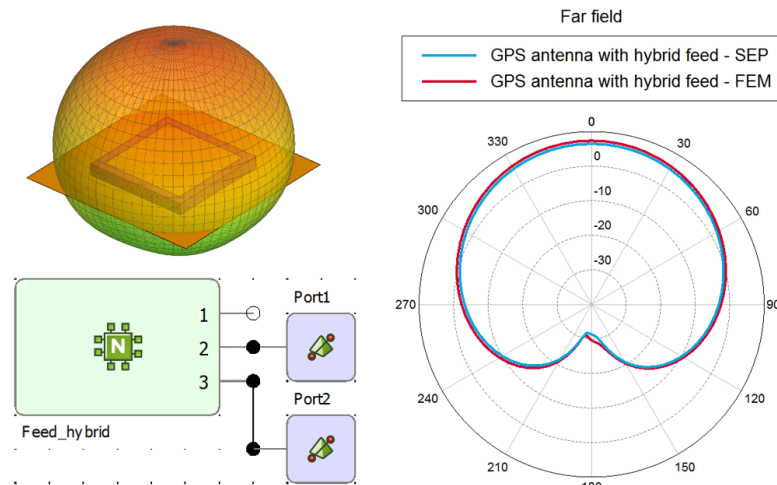 Far field
GPS antenna with hybrid feed - SEP
GPS antenna with hybrid feed - FEM
0
330
30
0
-10
300
60
-20
-30
270
90
240
120
210
150
180
N
1
2
3
Feed_hybrid
Port1
Port2